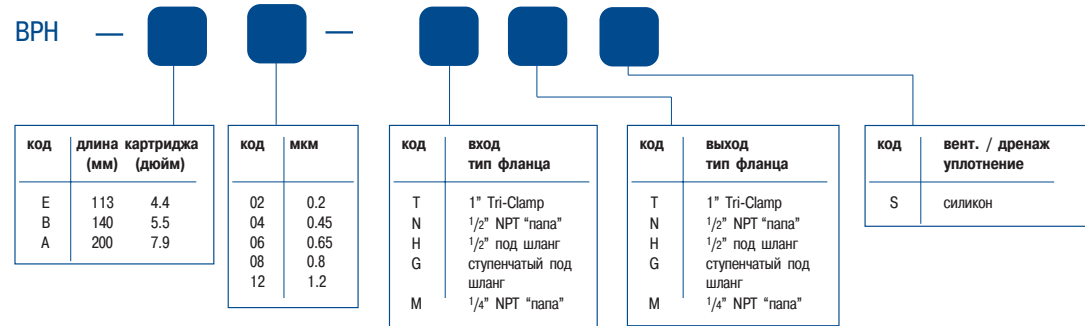 BPH — —
код длина картриджа
(мм) (дюйм)
E 113 4.4
B 140 5.5
A 200 7.9
код мкм
02 0.2
04 0.45
06 0.65
08 0.8
12 1.2
код вход
тип фланца
T 1” Tri-Clamp
N 1/2” NPT “папа”
H 1/2” под шланг
G ступенчатый под
шланг
M 1/4” NPT “папа”
код выход
тип фланца
T 1” Tri-Clamp
N 1/2” NPT “папа”
H 1/2” под шланг
G ступенчатый под
шланг
M 1/4” NPT “папа”
код вент. / дренаж
уплотнение
S силикон